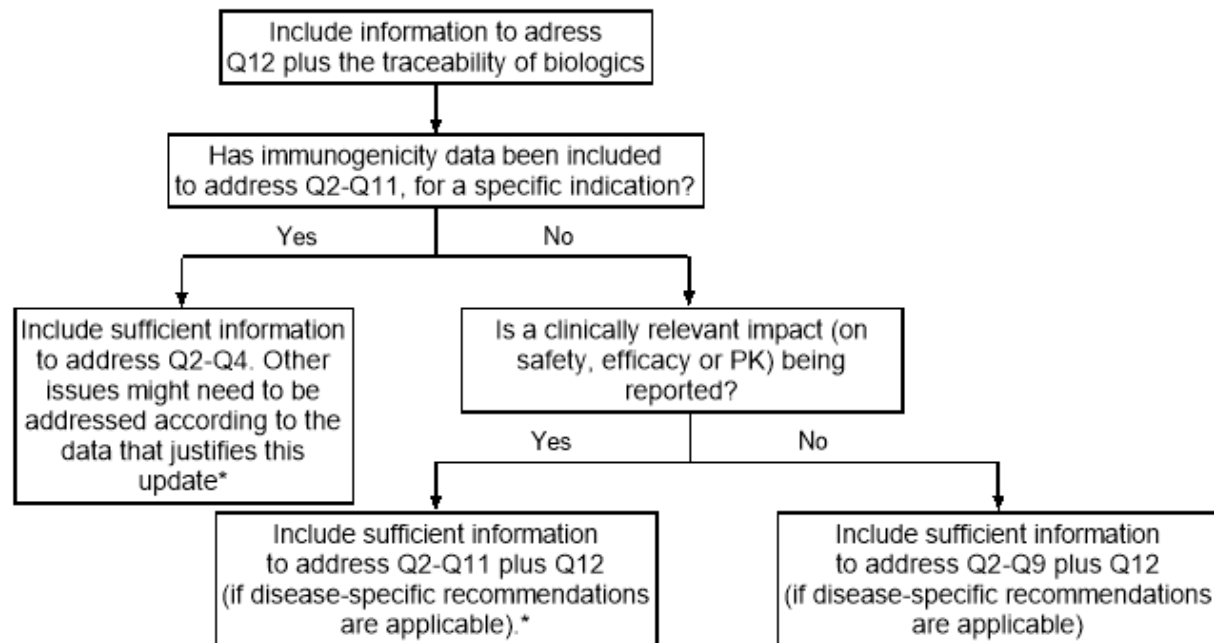 Include information to adress
Q12 plus the traceability of biologics
Has immunogenicity data been included
to address Q2-Q11, for a specific indication?
Yes
No
Include sufficient information
to address Q2-Q4. Other
issues might need to be
addressed according to the
data that justifies this
update*
Is a clinically relevant impact (on
safety, efficacy or PK) being
reported?
Yes
No
Include sufficient information
to address Q2-Q11 plus Q12
(if disease-specific recommendations
are applicable).*
Include sufficient information
to address Q2-Q9 plus Q12
(if disease-specific recommendations
are applicable)